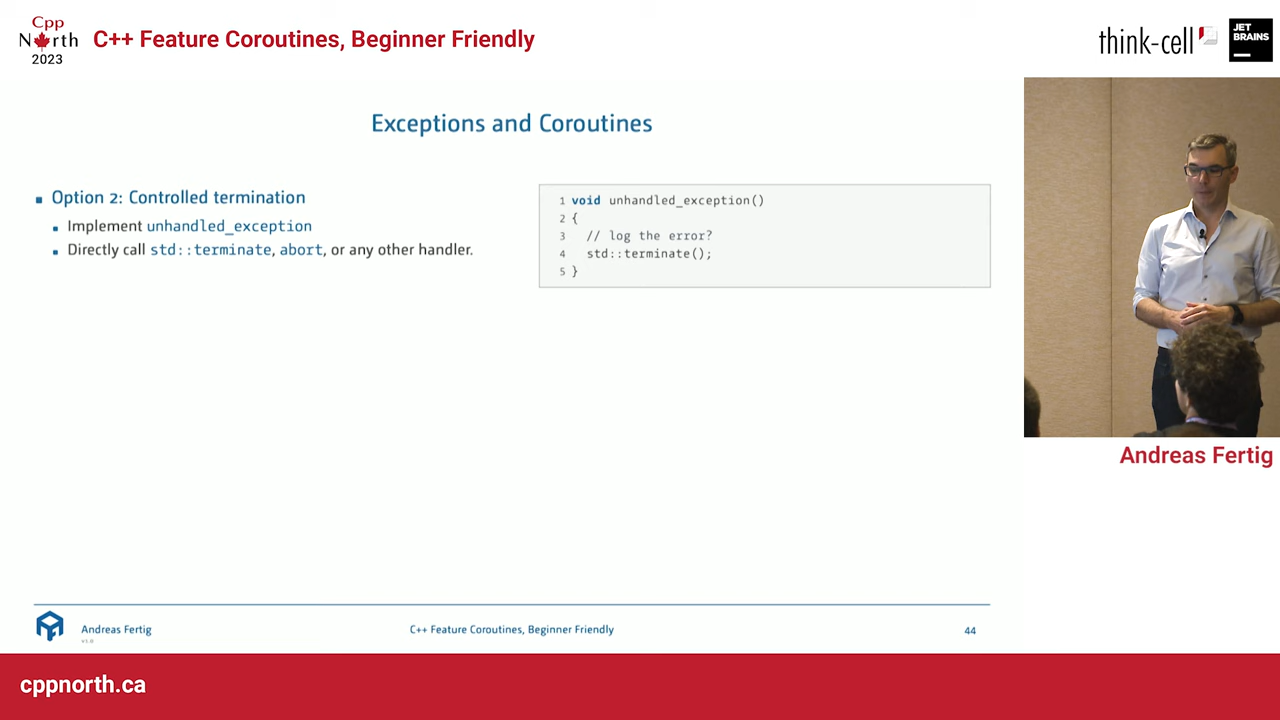 Cpp
North
2023
C++ Feature Coroutines, Beginner Friendly
think-cell
JET
BRAINS
Exceptions and Coroutines
Option 2: Controlled termination
Implement unhandled_exception
Directly call std::terminate, abort, or any other handler.
1 void unhandled_exception()
2 {
3 // log the error?
4 std::terminate();
5 }
Andreas Fertig
Andreas Fertig
v1.0
C++ Feature Coroutines, Beginner Friendly
44
cppnorth.ca